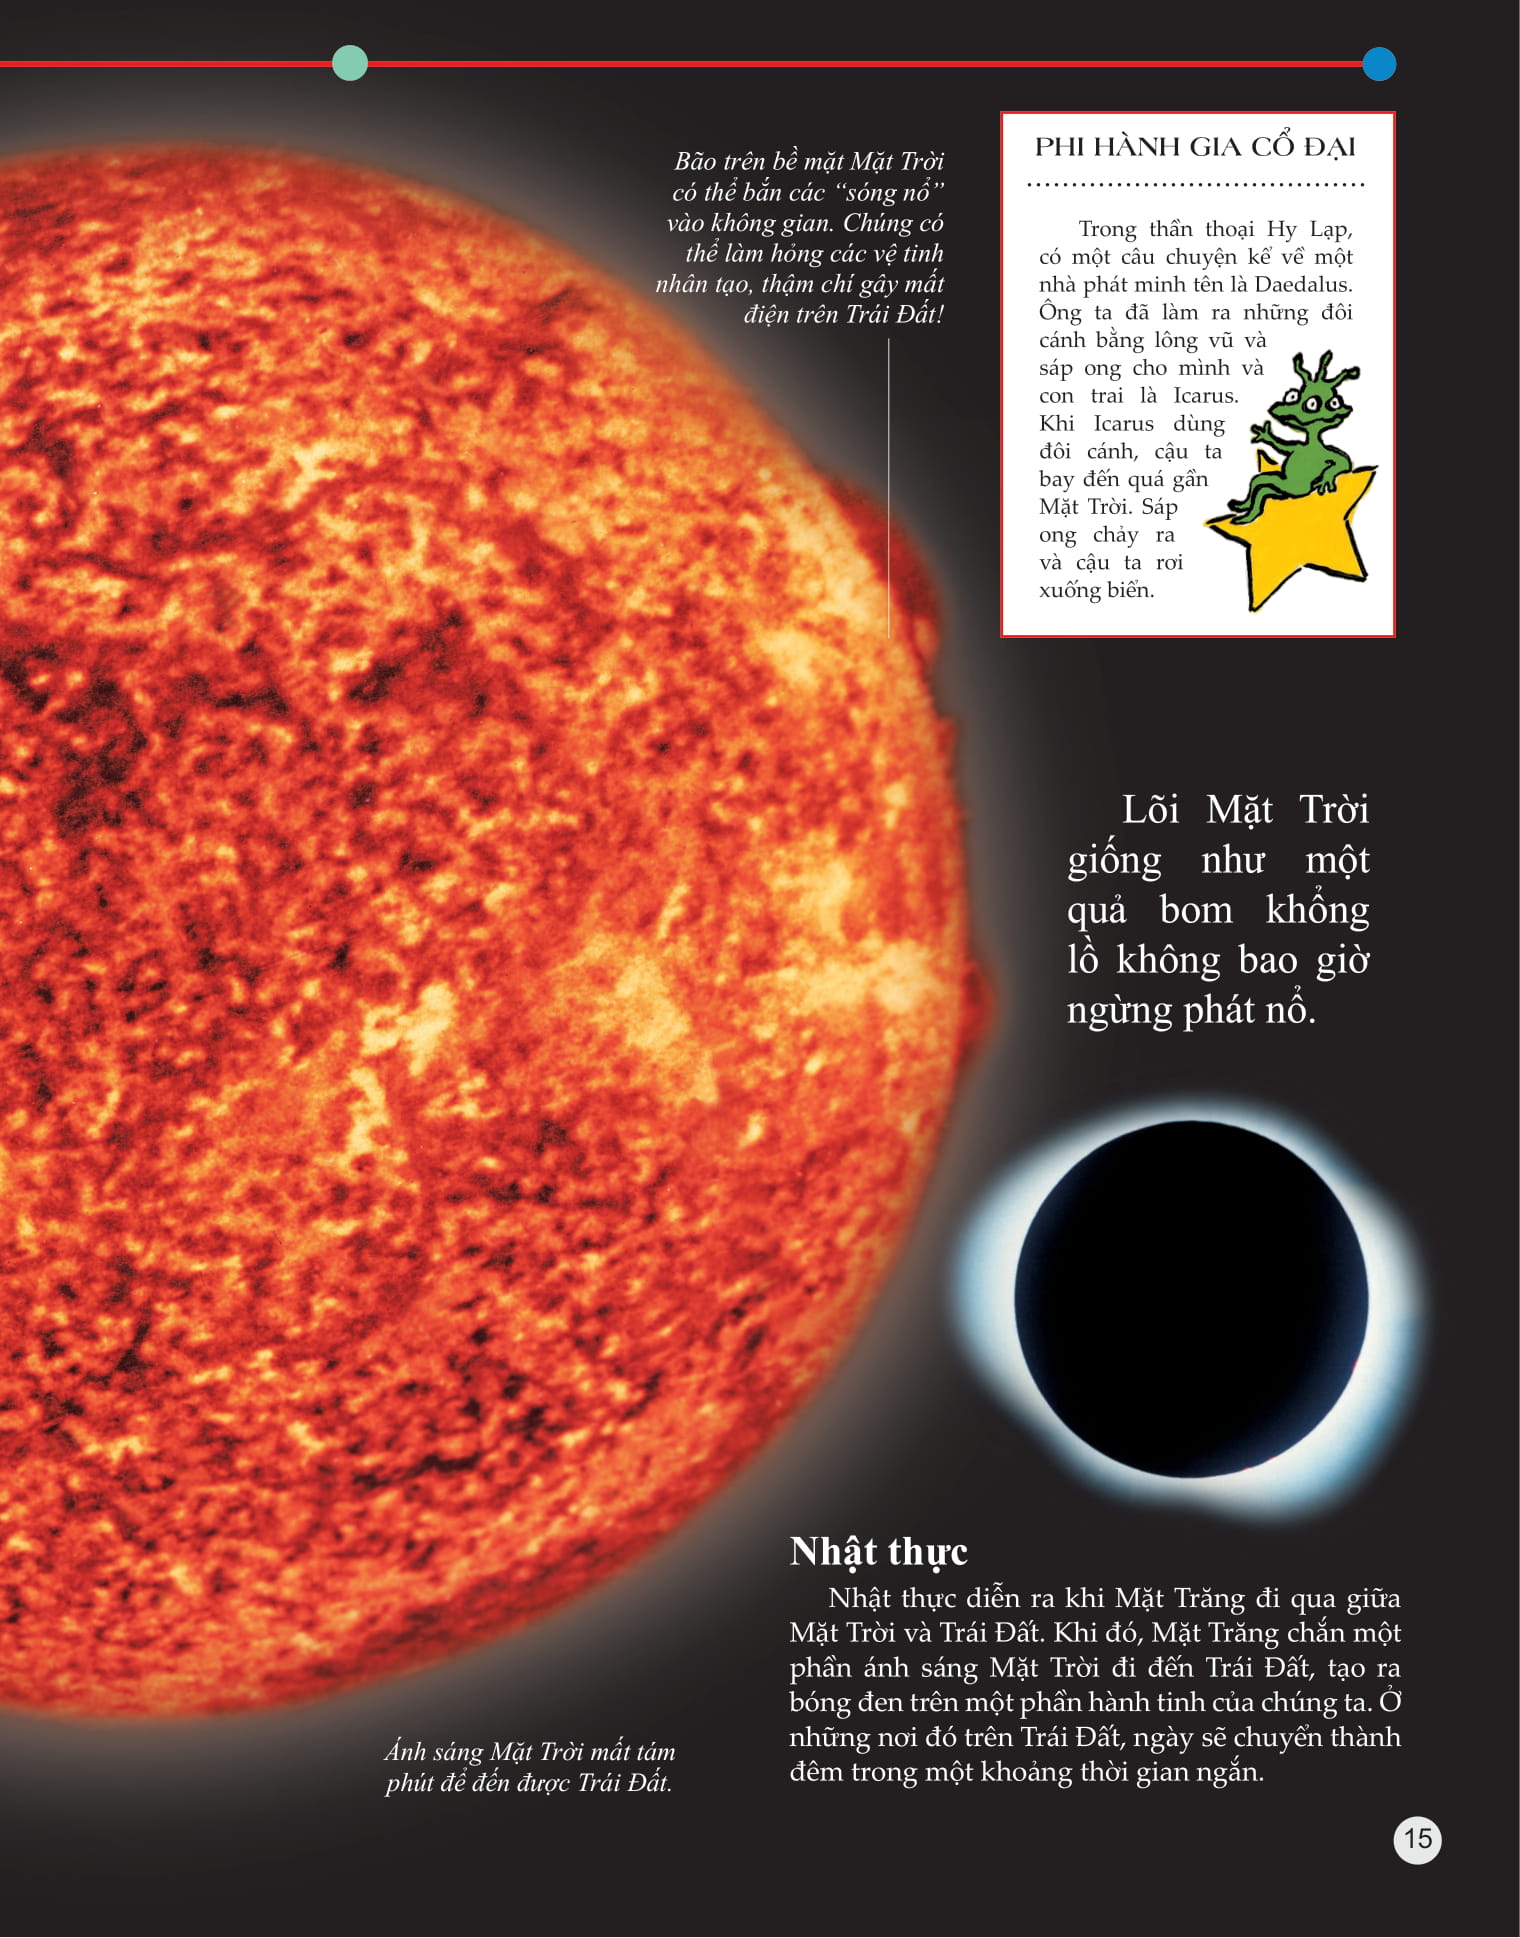 Bão trên bề mặt Mặt Trời
có thể bắn các “sóng nổ”
vào không gian. Chúng có
thể làm hỏng các vệ tinh
nhân tạo, thậm chí gây mất
điện trên Trái Đất!
PHI HÀNH GIA CỔ ĐẠI
Trong thần thoại Hy Lạp,
có một câu chuyện kể về một
nhà phát minh tên là Daedalus.
Ông ta đã làm ra những đôi
cánh bằng lông vũ và
sáp ong cho mình và
con trai là Icarus.
Khi Icarus dùng
đôi cánh, cậu ta
bay đến quá gần
Mặt Trời. Sáp
ong chảy ra
và cậu ta rơi
xuống biển.
Lõi Mặt Trời
giống như một
quả bom khổng
lồ không bao giờ
ngừng phát nổ.
Nhật thực
Nhật thực diễn ra khi Mặt Trăng đi qua giữa
Mặt Trời và Trái Đất. Khi đó, Mặt Trăng chắn một
phần ánh sáng Mặt Trời đi đến Trái Đất, tạo ra
bóng đen trên một phần hành tinh của chúng ta. Ở
những nơi đó trên Trái Đất, ngày sẽ chuyển thành
đêm trong một khoảng thời gian ngắn.
Ánh sáng Mặt Trời mất tám
phút để đến được Trái Đất.
15